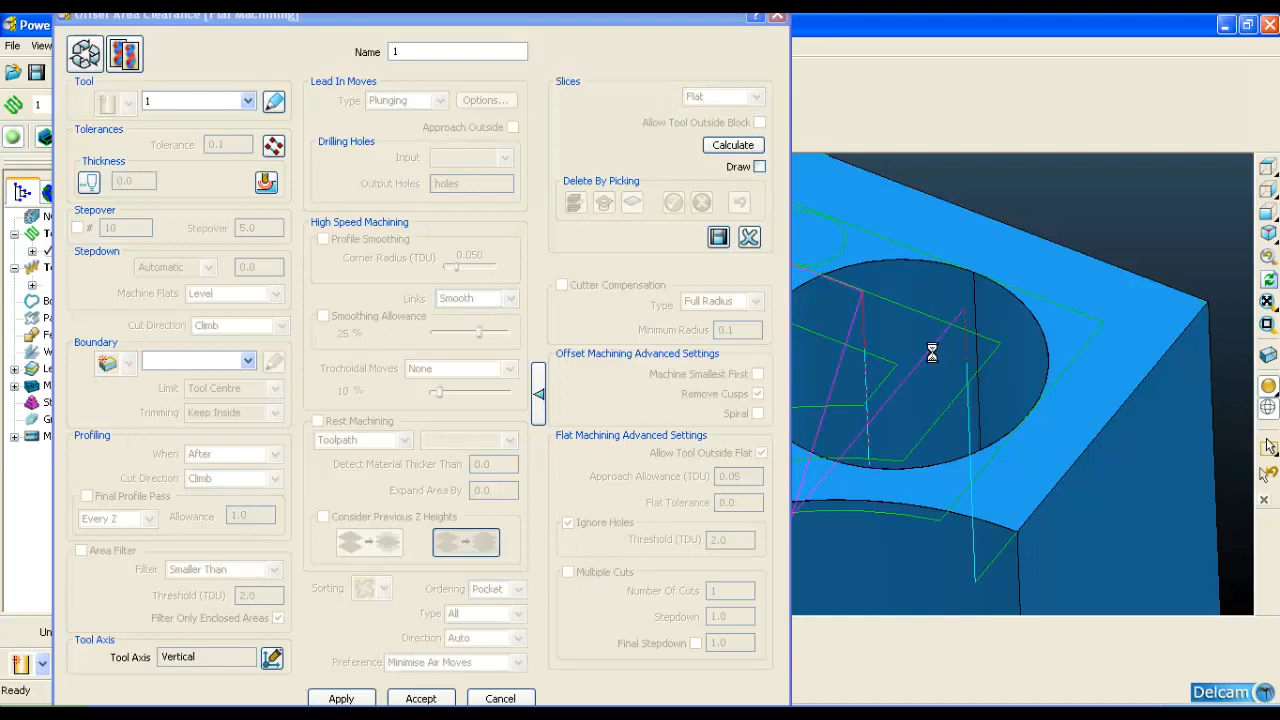 Powe
Offset Area Clearance [Flat Machining]
File
View
1
Name
1
Tool
1
Tolerances
Tolerance
0.1
Thickness
0.0
Stepover
#
10
Stepover
5.0
Stepdown
Automatic
0.0
Machine Flats
Level
Cut Direction
Climb
Boundary
Limit
Tool Centre
Trimming
Keep Inside
Profiling
When
After
Cut Direction
Climb
Final Profile Pass
Every Z
Allowance
1.0
Area Filter
Filter
Smaller Than
Threshold (TDU)
2.0
Filter Only Enclosed Areas
Tool Axis
Tool Axis
Vertical
Lead In Moves
Type
Plunging
Options...
Approach Outside
Drilling Holes
Input
Output Holes
holes
High Speed Machining
Profile Smoothing
Corner Radius (TDU)
0.050
Links
Smooth
Smoothing Allowance
25 %
Trochoidal Moves
None
10 %
Rest Machining
Toolpath
Detect Material Thicker Than
0.0
Expand Area By
0.0
Consider Previous Z Heights
Sorting
Ordering
Pocket
Type
All
Direction
Auto
Preference
Minimise Air Moves
Slices
Flat
Allow Tool Outside Block
Calculate
Draw
Delete By Picking
Cutter Compensation
Type
Full Radius
Minimum Radius
0.1
Offset Machining Advanced Settings
Machine Smallest First
Remove Cusps
Spiral
Flat Machining Advanced Settings
Allow Tool Outside Flat
Approach Allowance (TDU)
0.05
Flat Tolerance
0.0
Ignore Holes
Threshold (TDU)
2.0
Multiple Cuts
Number Of Cuts
1
Stepdown
1.0
Final Stepdown
1.0
Apply
Accept
Cancel
Ready
Delcam